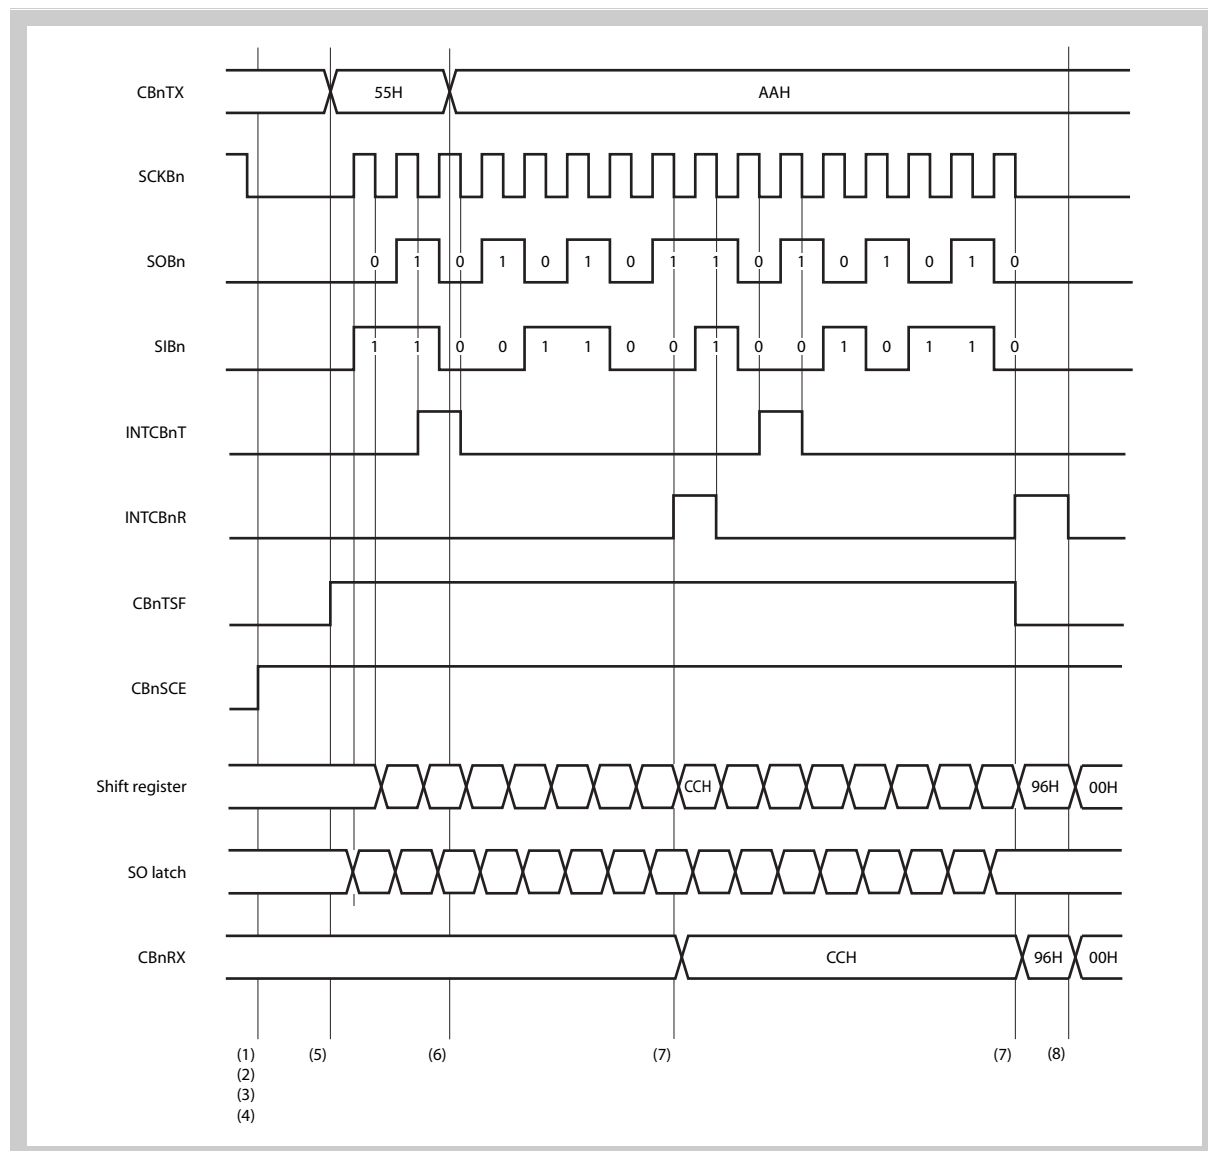 CBnTX 55H AAH
SCKBn
SOBn 0 1 0 1 0 1 0 1 1 0 1 0 1 0 1 0
SIBn 1 1 0 0 1 1 0 0 1 0 0 1 0 1 1 0
INTCBnT
INTCBnR
CBnTSF
CBnSCE
Shift register CCH 96H 00H
SO latch
CBnRX CCH 96H 00H
(1) (5) (6) (7) (7) (8)
(2)
(3)
(4)